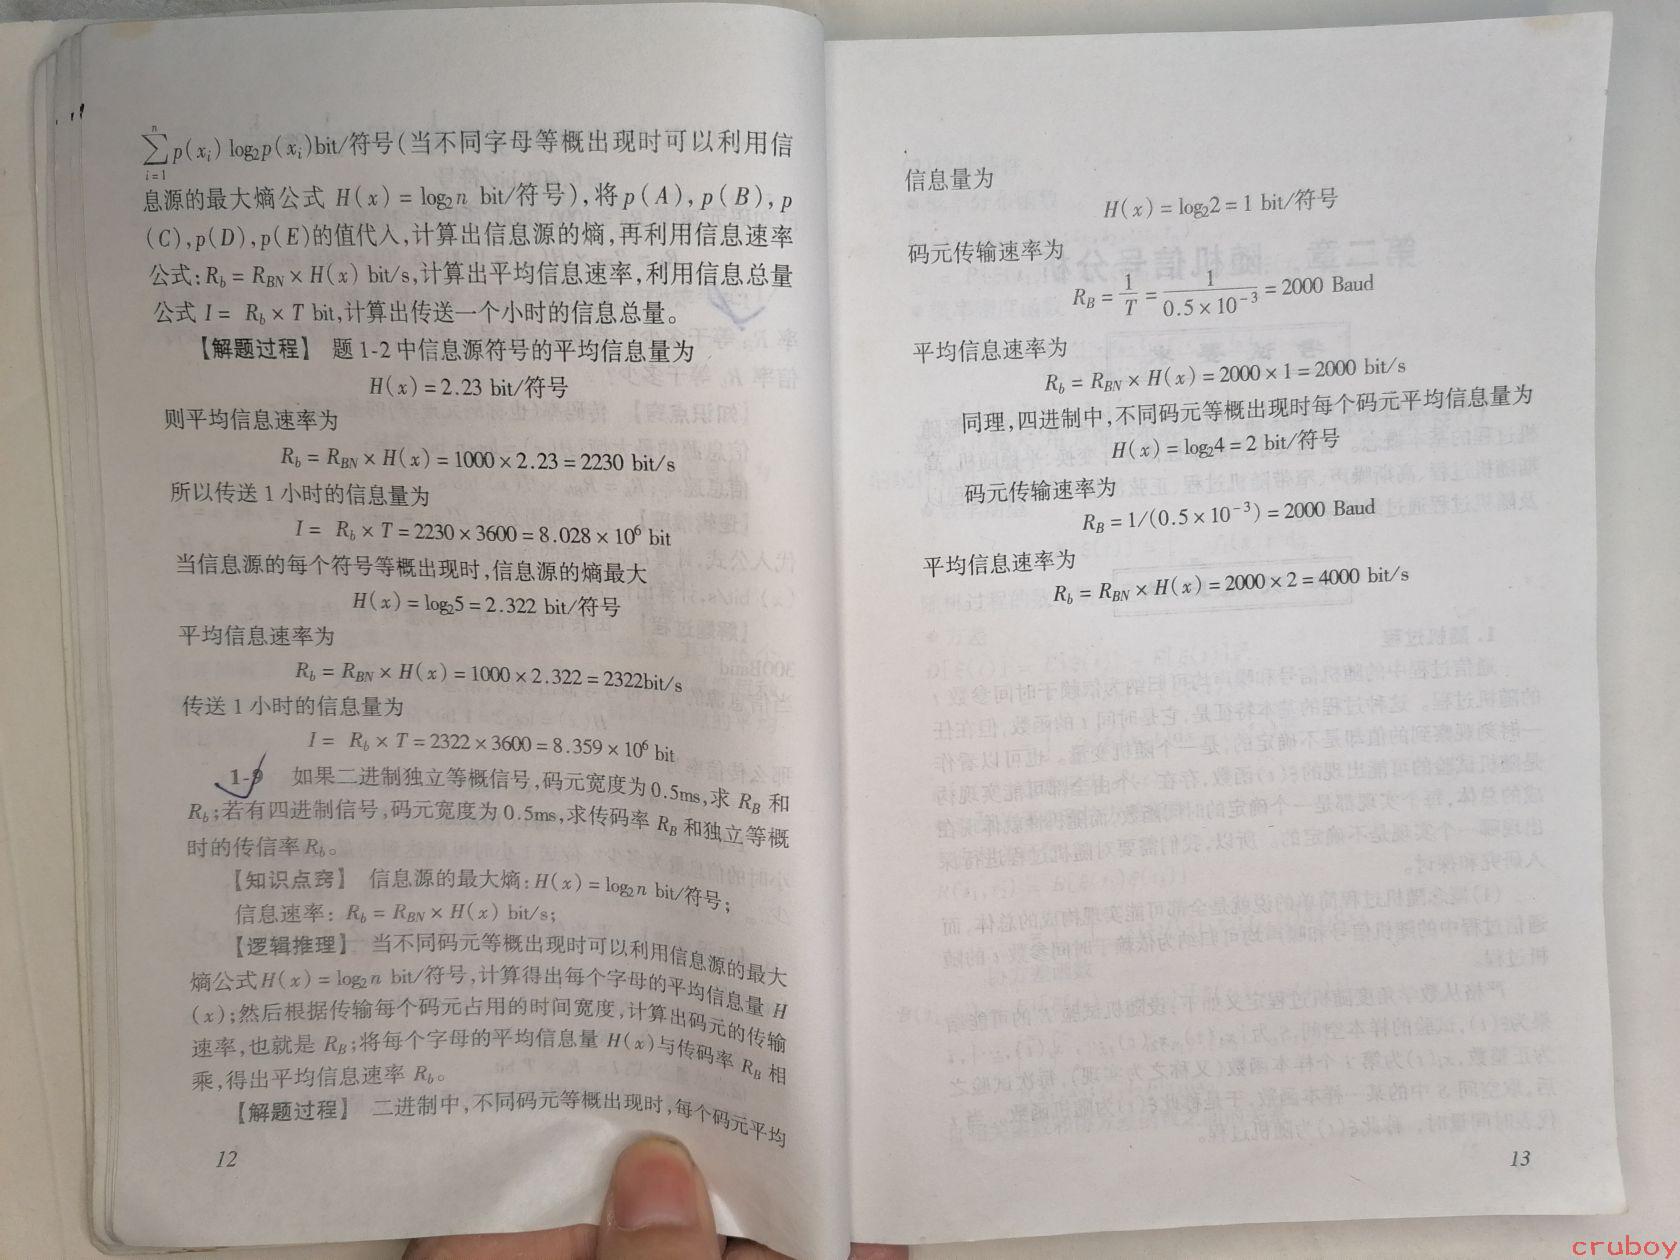 ∑_{i=1}^{n} p(x_i) log₂p(x_i)bit/符号(当不同字母等概出现时可以利用信
息源的最大熵公式 H(x) = log₂n bit/符号),将 p(A), p(B), p
(C),p(D),p(E)的值代入,计算出信息源的熵,再利用信息速率
公式:R_b = R_{BN} × H(x) bit/s,计算出平均信息速率,利用信息总量
公式 I = R_b × T bit,计算出传送一个小时的信息总量。
【解题过程】 题 1-2 中信息源符号的平均信息量为
H(x) = 2.23 bit/符号
则平均信息速率为
R_b = R_{BN} × H(x) = 1000 × 2.23 = 2230 bit/s
所以传送 1 小时的信息量为
I = R_b × T = 2230 × 3600 = 8.028 × 10⁶ bit
当信息源的每个符号等概出现时,信息源的熵最大
H(x) = log₂5 = 2.322 bit/符号
平均信息速率为
R_b = R_{BN} × H(x) = 1000 × 2.322 = 2322bit/s
传送 1 小时的信息量为
I = R_b × T = 2322 × 3600 = 8.359 × 10⁶ bit
1-9 如果二进制独立等概信号,码元宽度为 0.5ms,求 R_B 和
R_b;若有四进制信号,码元宽度为 0.5ms,求传码率 R_B 和独立等概
时的传信率 R_b。
【知识点窍】 信息源的最大熵:H(x) = log₂n bit/符号;
信息速率: R_b = R_{BN} × H(x) bit/s;
【逻辑推理】 当不同码元等概出现时可以利用信息源的最大
熵公式 H(x) = log₂n bit/符号,计算得出每个字母的平均信息量 H
(x);然后根据传输每个码元占用的时间宽度,计算出码元的传输
速率,也就是 R_B;将每个字母的平均信息量 H(x)与传码率 R_B 相
乘,得出平均信息速率 R_b。
【解题过程】 二进制中,不同码元等概出现时,每个码元平均
12
信息量为
H(x) = log₂2 = 1 bit/符号
码元传输速率为
R_B = 1/T = 1/(0.5 × 10⁻³) = 2000 Baud
平均信息速率为
R_b = R_{BN} × H(x) = 2000 × 1 = 2000 bit/s
同理,四进制中,不同码元等概出现时每个码元平均信息量为
H(x) = log₂4 = 2 bit/符号
码元传输速率为
R_B = 1/(0.5 × 10⁻³) = 2000 Baud
平均信息速率为
R_b = R_{BN} × H(x) = 2000 × 2 = 4000 bit/s
13
cruboy